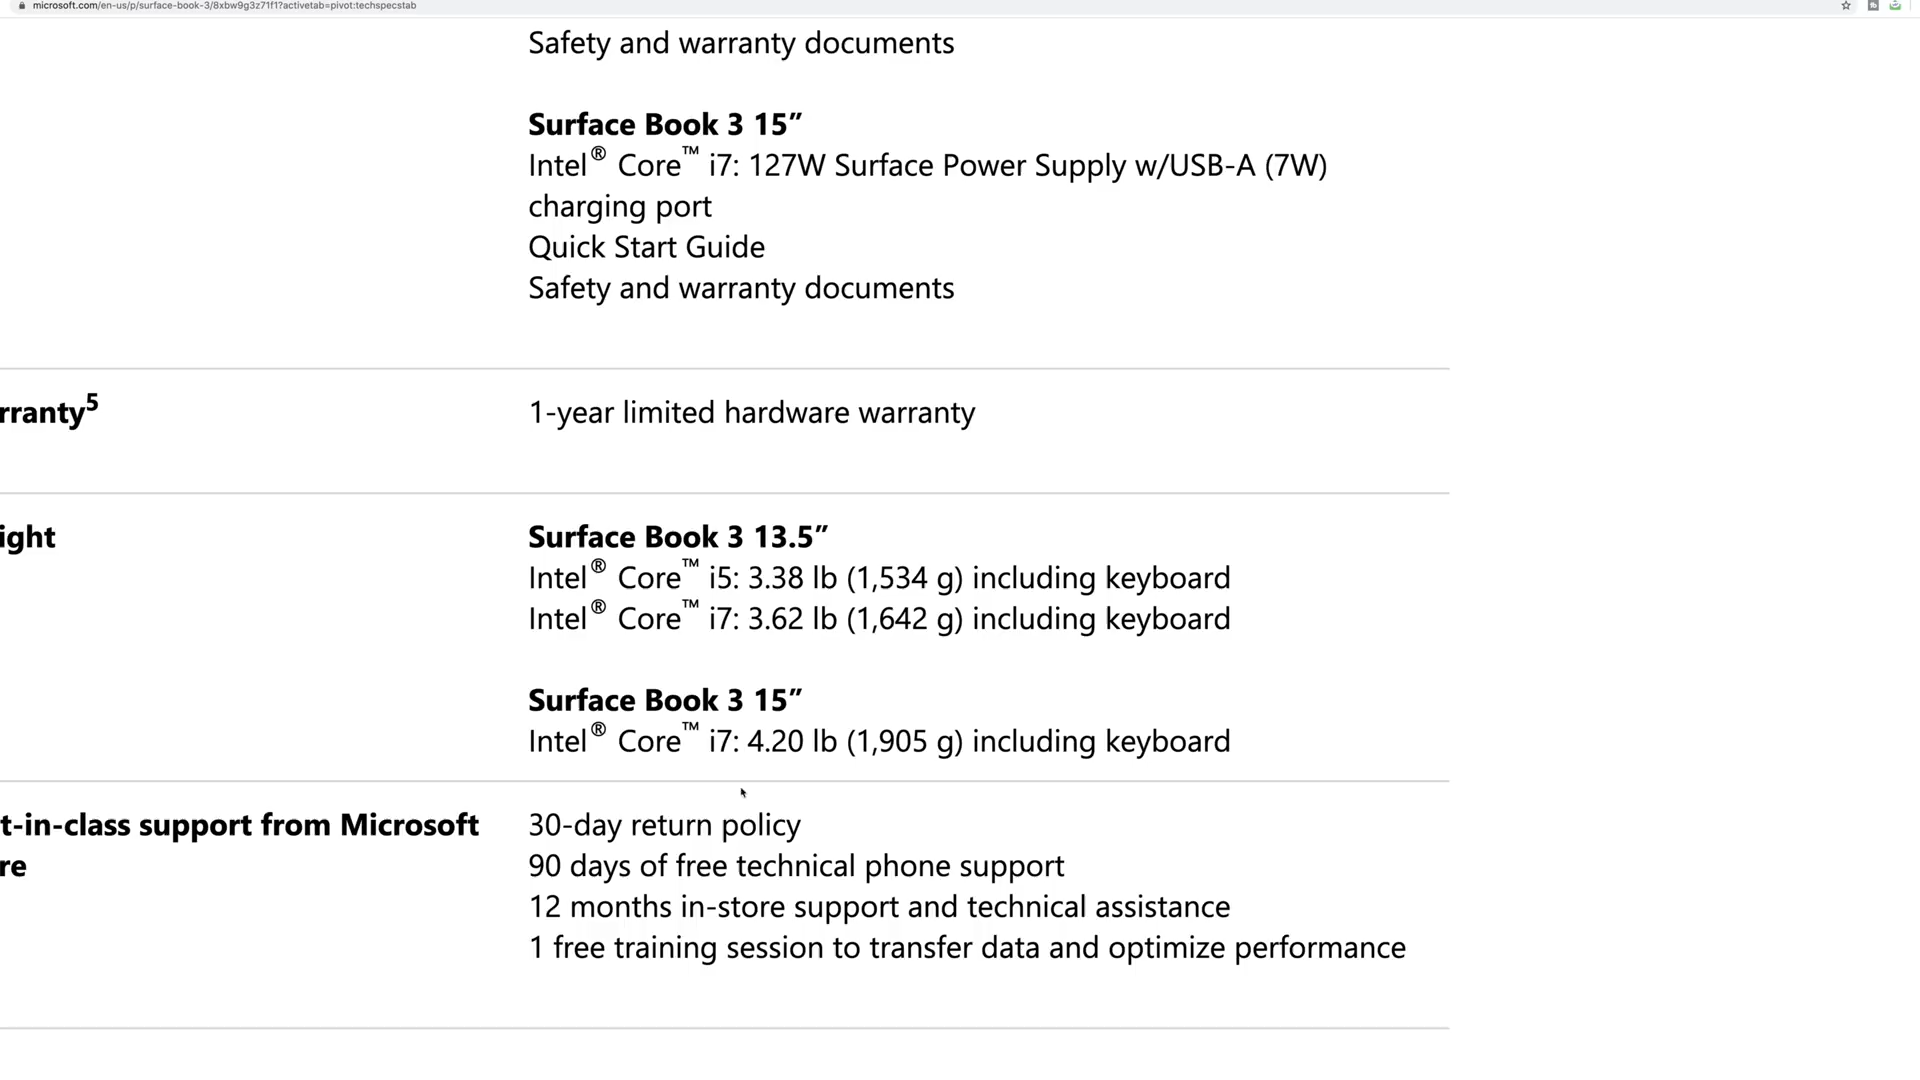 microsoft.com/en-us/p/surface-book-3/8xbw9g3z71f1?activetab=pivot:techspecstab
Safety and warranty documents
Surface Book 3 15”
Intel® Core™ i7: 127W Surface Power Supply w/USB-A (7W)
charging port
Quick Start Guide
Safety and warranty documents
rranty5
1-year limited hardware warranty
ight
Surface Book 3 13.5”
Intel® Core™ i5: 3.38 lb (1,534 g) including keyboard
Intel® Core™ i7: 3.62 lb (1,642 g) including keyboard
Surface Book 3 15”
Intel® Core™ i7: 4.20 lb (1,905 g) including keyboard
t-in-class support from Microsoft
re
30-day return policy
90 days of free technical phone support
12 months in-store support and technical assistance
1 free training session to transfer data and optimize performance